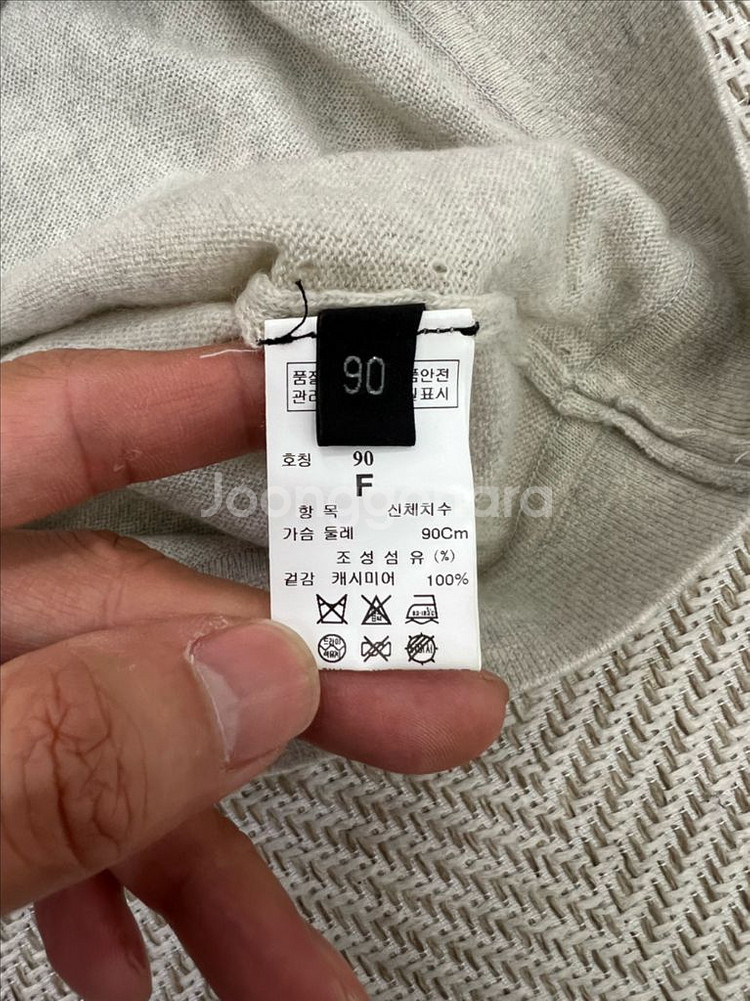 90
품질
관리
품안전
표시
호칭 90
F
Joonggonara
항 목 신체치수
가슴 둘레 90Cm
조 성 섬 유 (%)
겉감 캐시미어 100%